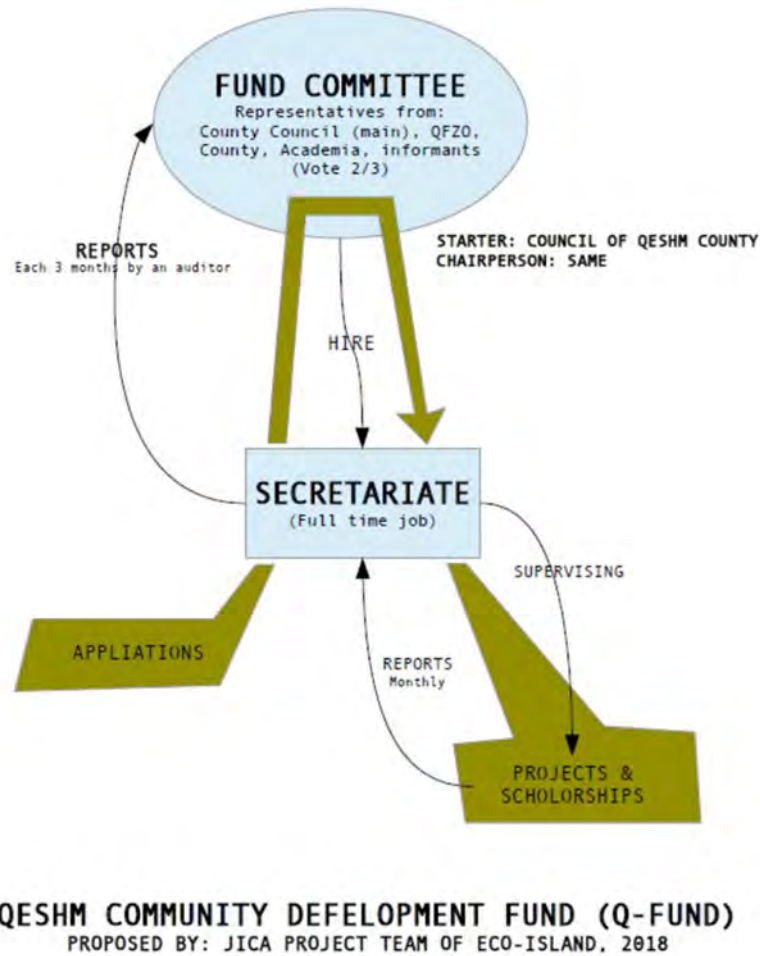 FUND COMMITTEE
Representatives from:
County Council (main), QFZO,
County, Academia, informants
(Vote 2/3)
REPORTS
Each 3 months by an auditor
STARTER: COUNCIL OF QESHM COUNTY
CHAIRPERSON: SAME
HIRE
SECRETARIATE
(Full time job)
SUPERVISING
APPLIATIONS
REPORTS
Monthly
PROJECTS &
SCHOLORSHIPS
QESHM COMMUNITY DEFELOPMENT FUND (Q-FUND)
PROPOSED BY: JICA PROJECT TEAM OF ECO-ISLAND, 2018